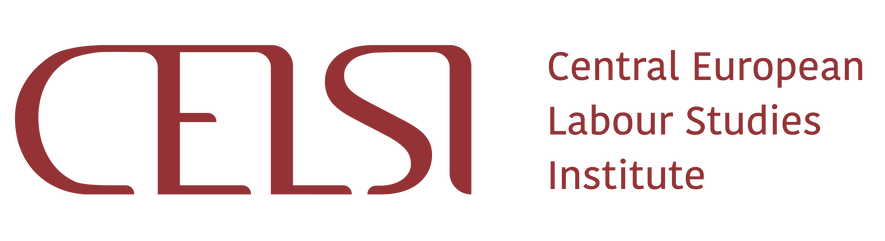 CELSI
Central European
Labour Studies
Institute